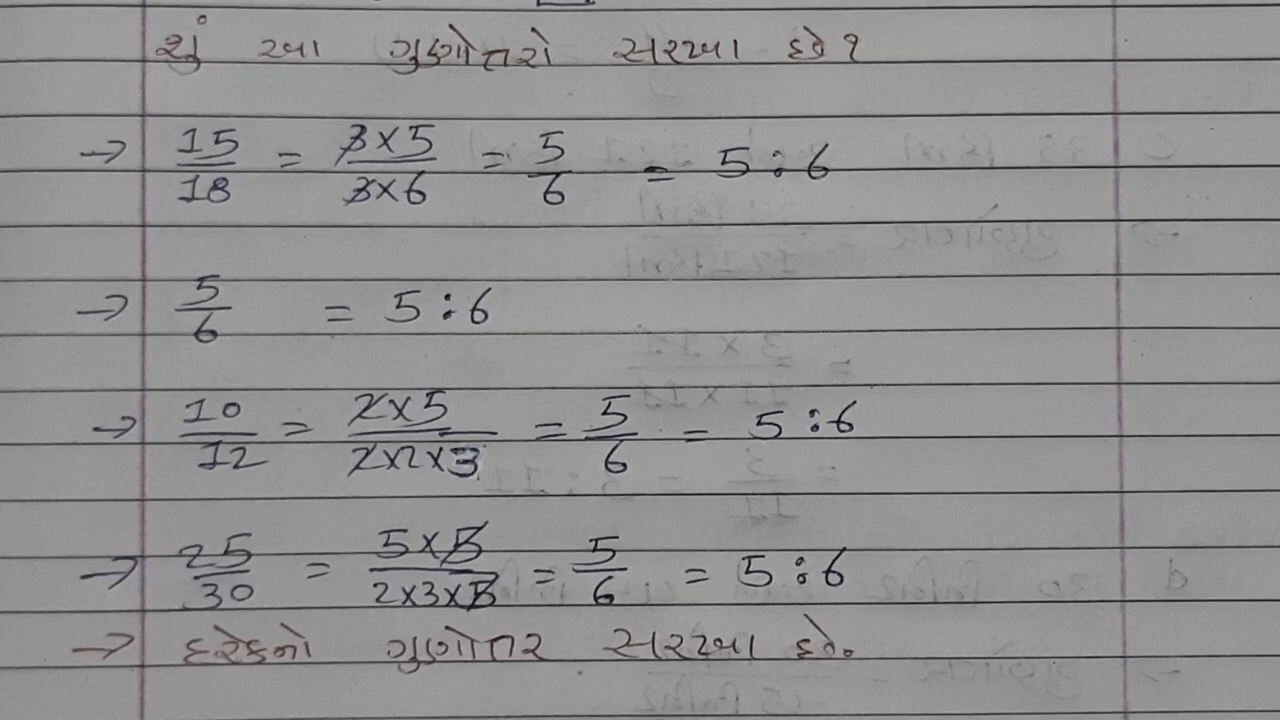 શું આ ગુણોત્તરો સરખા છે ?
→ 15/18 = 3×5/3×6 = 5/6 = 5:6
→ 5/6 = 5:6
→ 10/12 = 2×5/2×2×3 = 5/6 = 5:6
→ 25/30 = 5×5/2×3×5 = 5/6 = 5:6
→ દરેકનો ગુણોત્તર સરખા છે.